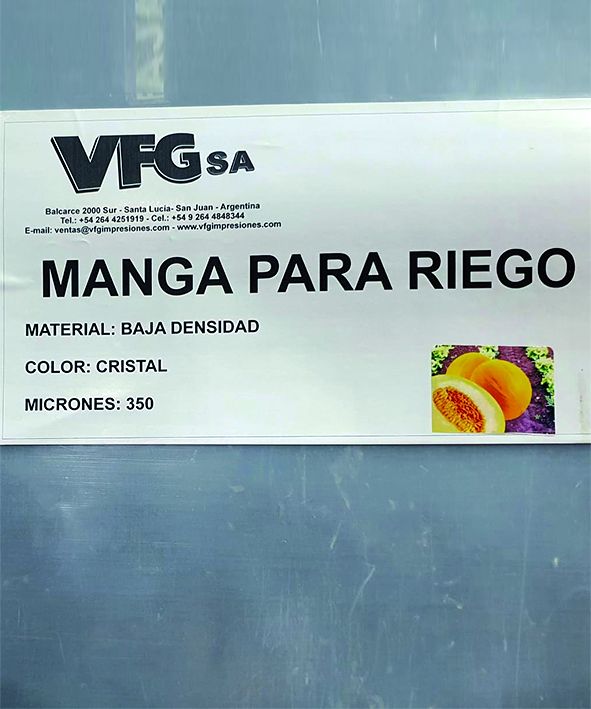 VFG SA
Balcarce 2000 Sur - Santa Lucía- San Juan - Argentina
Tel.: +54 264 4251919 - Cel.: +54 9 264 4848344
E-mail: ventas@vfgimpresiones.com - www.vfgimpresiones.com
MANGA PARA RIEGO
MATERIAL: BAJA DENSIDAD
COLOR: CRISTAL
MICRONES: 350